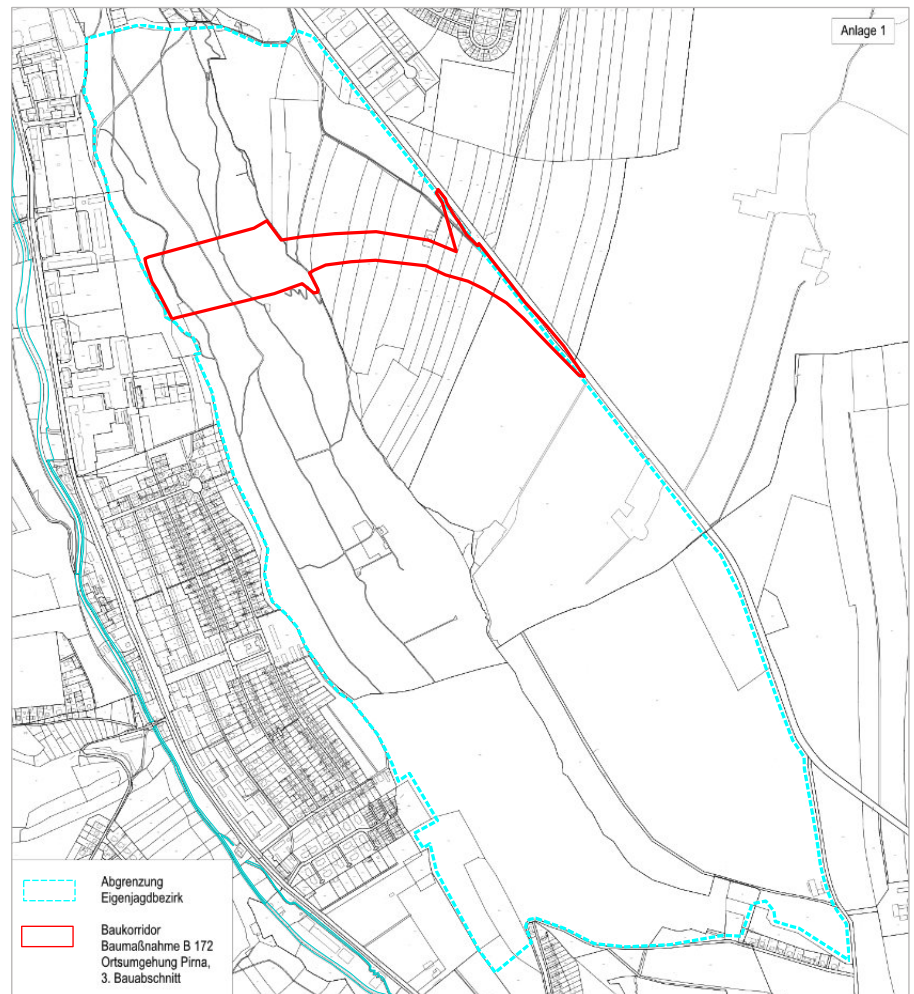 Anlage 1
Abgrenzung
Eigenjagdbezirk
Baukorridor
Baumaßnahme B 172
Ortsumgehung Pirna,
3. Bauabschnitt